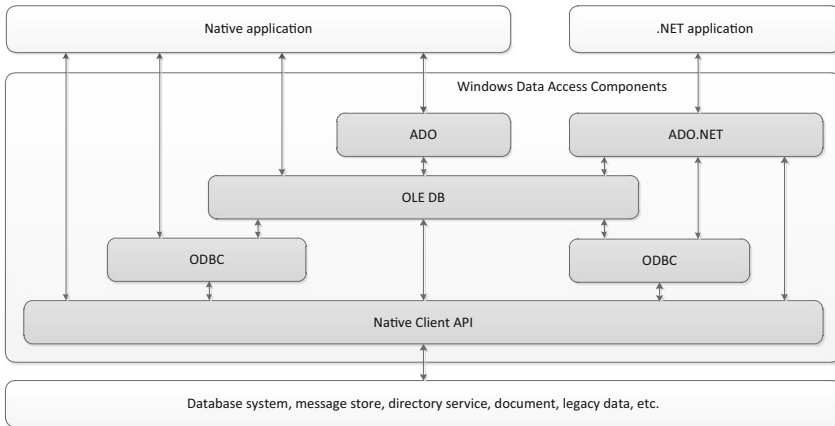 Native application
.NET application
Windows Data Access Components
ADO
ADO.NET
OLE DB
ODBC
ODBC
Native Client API
Database system, message store, directory service, document, legacy data, etc.